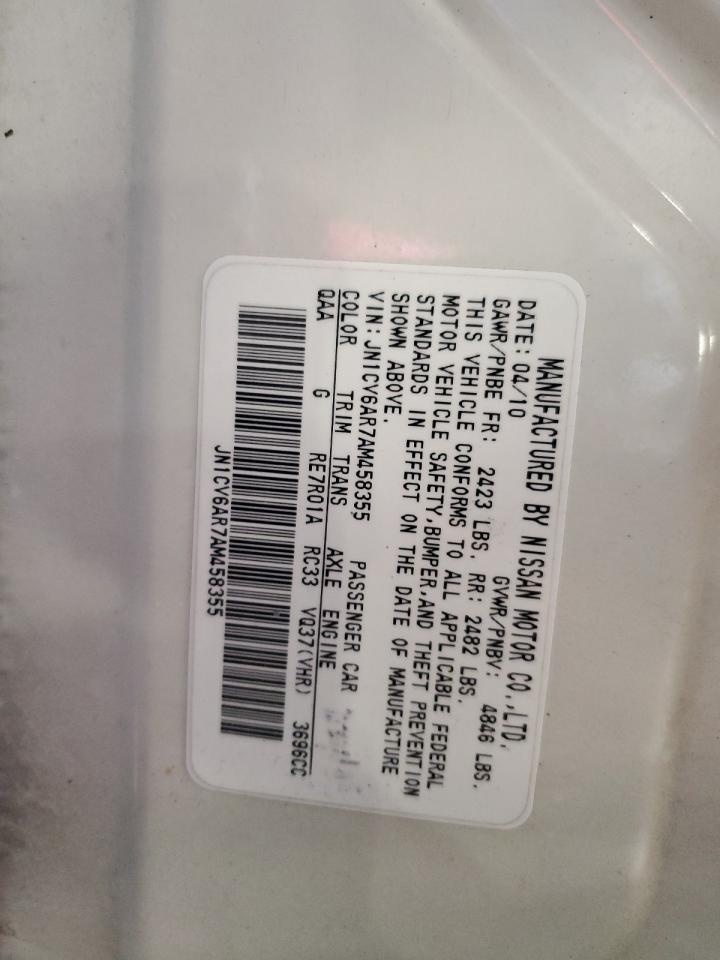 MANUFACTURED BY NISSAN MOTOR CO.,LTD.
DATE: 04/10 GVWR/PNBV: 4846 LBS.
GAWR/PNBE FR: 2423 LBS. RR: 2482 LBS.
THIS VEHICLE CONFORMS TO ALL APPLICABLE FEDERAL
MOTOR VEHICLE SAFETY,BUMPER,AND THEFT PREVENTION
STANDARDS IN EFFECT ON THE DATE OF MANUFACTURE
SHOWN ABOVE.
VIN: JN1CV6AR7AM458355 PASSENGER CAR
COLOR TRIM TRANS AXLE ENGINE
QAA G RE7R01A RC33 VQ37(VHR) 3696CC
JN1CV6AR7AM458355